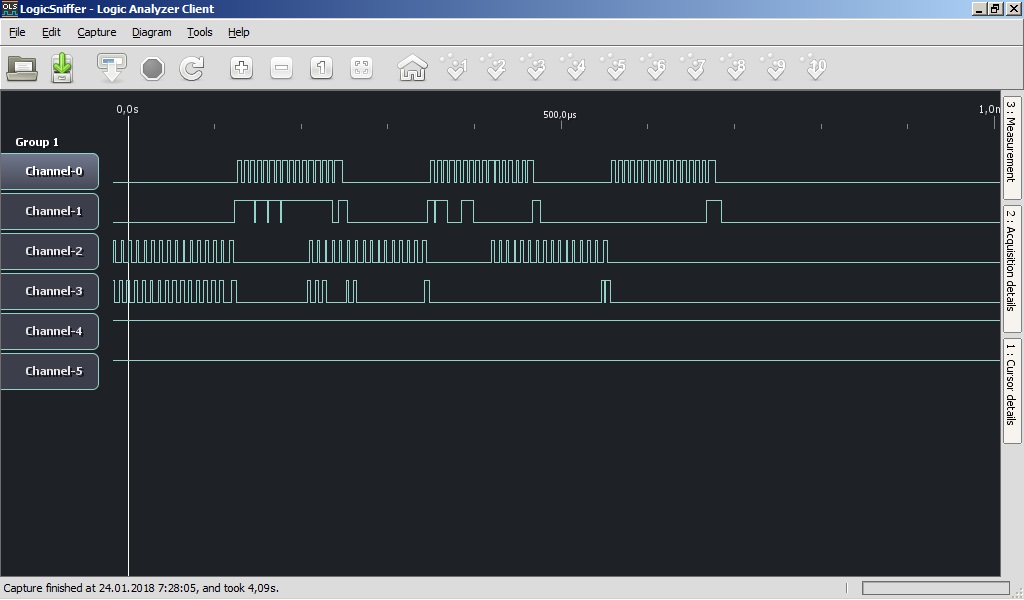 OLS
LogicSniffer - Logic Analyzer Client
File Edit Capture Diagram Tools Help
1
1 2 3 4 5 6 7 8 9 10
0,0s 500,0µs 1,0m
Group 1
Channel-0
Channel-1
Channel-2
Channel-3
Channel-4
Channel-5
3 : Measurement
2 : Acquisition details
1 : Cursor details
Capture finished at 24.01.2018 7:28:05, and took 4,09s.